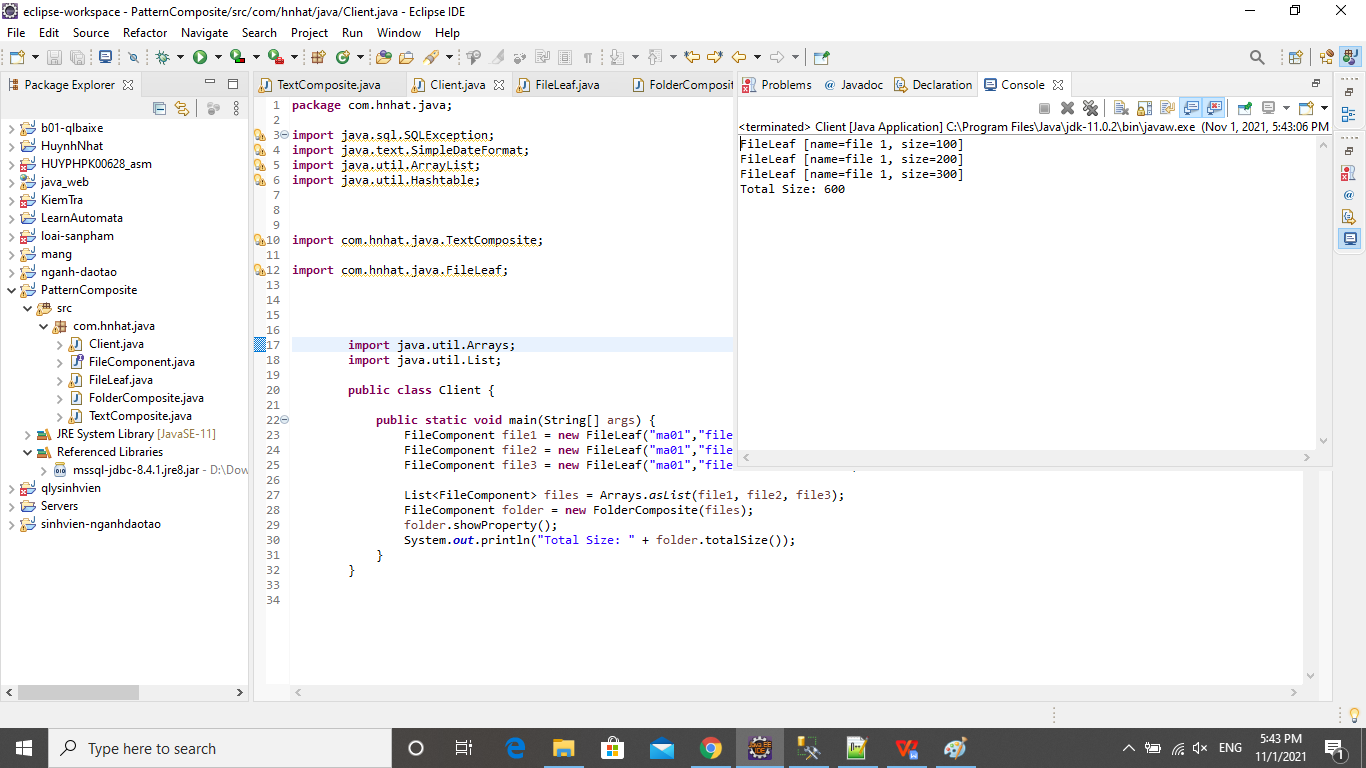 eclipse-workspace - PatternComposite/src/com/hnhat/java/Client.java - Eclipse IDE
File Edit Source Refactor Navigate Search Project Run Window Help
Package Explorer
b01-qlbaixe
HuynhNhat
HUYPHPK00628_asm
java_web
KiemTra
LearnAutomata
loai-sanpham
mang
nganh-daotao
PatternComposite
src
com.hnhat.java
Client.java
FileComponent.java
FileLeaf.java
FolderComposite.java
TextComposite.java
JRE System Library [JavaSE-11]
Referenced Libraries
mssql-jdbc-8.4.1.jre8.jar - D:\Dow
qlysinhvien
Servers
sinhvien-nganhdaotao
TextComposite.java Client.java FileLeaf.java FolderComposit
1 package com.hnhat.java;
2
3 import java.sql.SQLException;
4 import java.text.SimpleDateFormat;
5 import java.util.ArrayList;
6 import java.util.Hashtable;
7
8
9
10 import com.hnhat.java.TextComposite;
11
12 import com.hnhat.java.FileLeaf;
13
14
15
16
17 import java.util.Arrays;
18 import java.util.List;
19
20 public class Client {
21
22 public static void main(String[] args) {
23 FileComponent file1 = new FileLeaf("ma01","file
24 FileComponent file2 = new FileLeaf("ma01","file
25 FileComponent file3 = new FileLeaf("ma01","file
26
27 List<FileComponent> files = Arrays.asList(file1, file2, file3);
28 FileComponent folder = new FolderComposite(files);
29 folder.showProperty();
30 System.out.println("Total Size: " + folder.totalSize());
31 }
32 }
33
34
Problems Javadoc Declaration Console
<terminated> Client [Java Application] C:\Program Files\Java\jdk-11.0.2\bin\javaw.exe (Nov 1, 2021, 5:43:06 PM
FileLeaf [name=file 1, size=100]
FileLeaf [name=file 1, size=200]
FileLeaf [name=file 1, size=300]
Total Size: 600
Type here to search
ENG
5:43 PM
11/1/2021
1